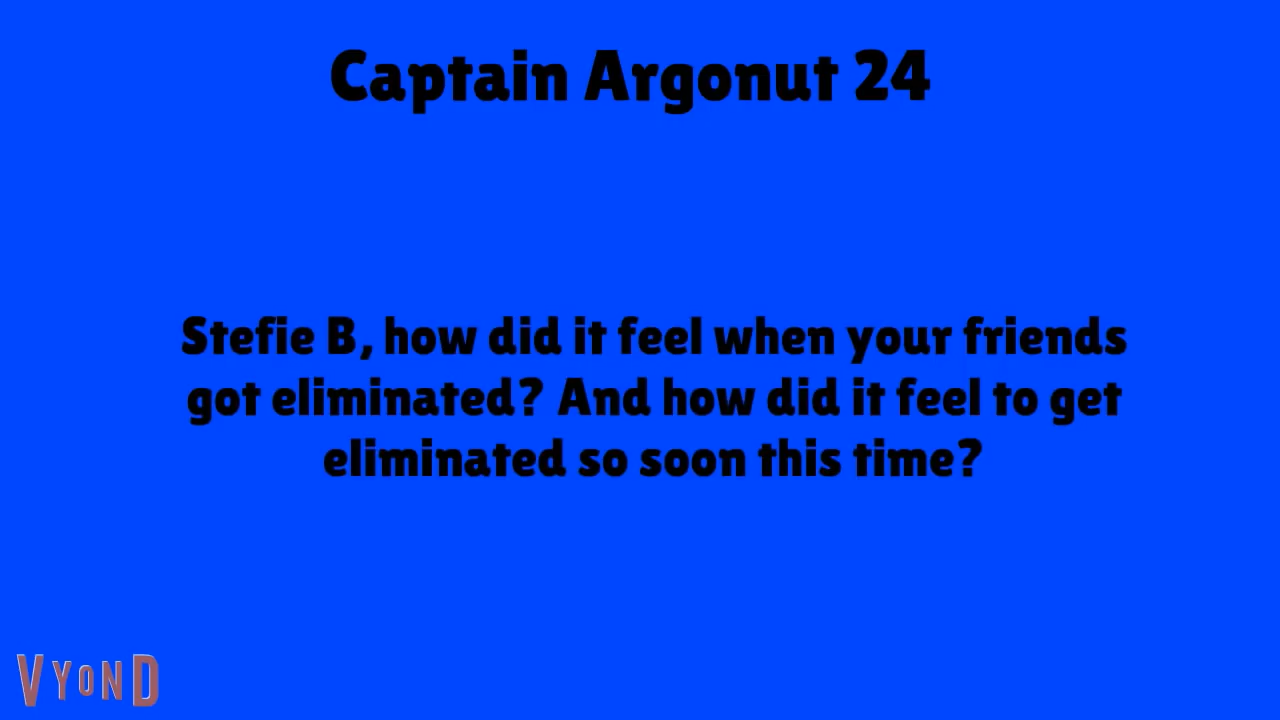 Captain Argonut 24
Stefie B, how did it feel when your friends
got eliminated? And how did it feel to get
eliminated so soon this time?
VYOND